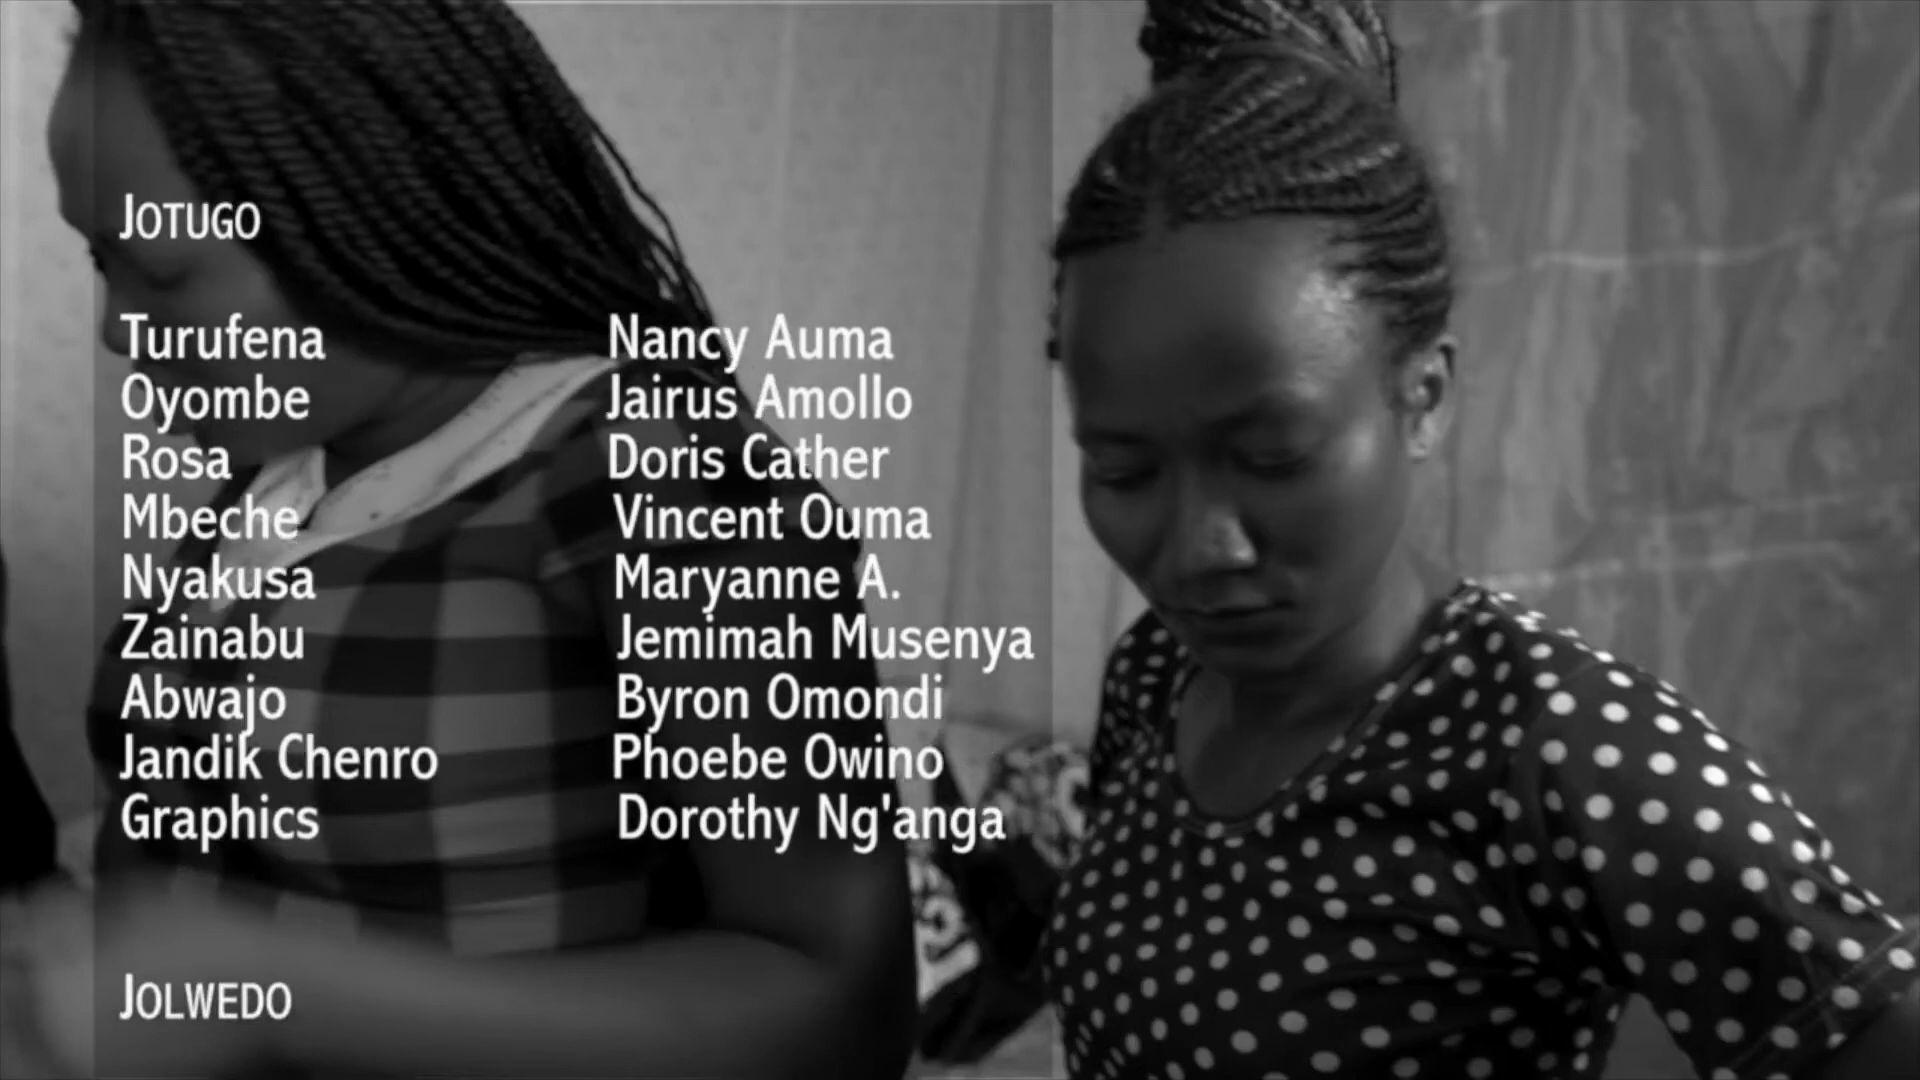 JOTUGO
Turufena Nancy Auma
Oyombe Jairus Amollo
Rosa Doris Cather
Mbeche Vincent Ouma
Nyakusa Maryanne A.
Zainabu Jemimah Musenya
Abwajo Byron Omondi
Jandik Chenro Phoebe Owino
Graphics Dorothy Ng'anga
JOLWEDO